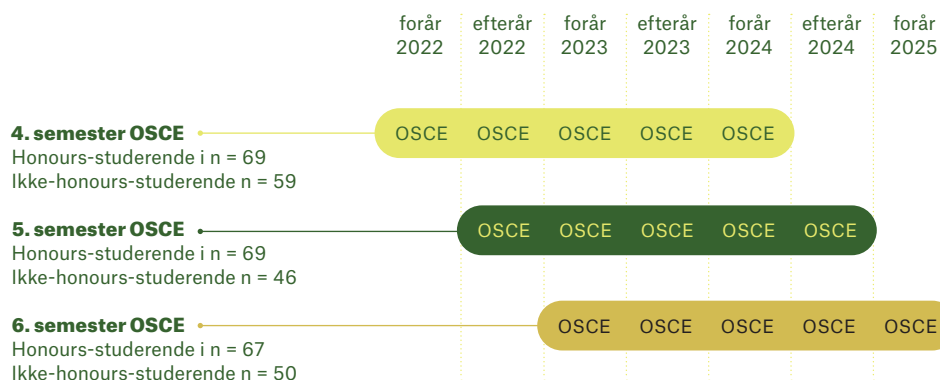 forår efterår forår efterår forår efterår forår
2022 2022 2023 2023 2024 2024 2025
4. semester OSCE OSCE OSCE OSCE OSCE OSCE
Honours-studerende i n = 69
Ikke-honours-studerende n = 59
5. semester OSCE OSCE OSCE OSCE OSCE OSCE
Honours-studerende i n = 69
Ikke-honours-studerende n = 46
6. semester OSCE OSCE OSCE OSCE OSCE OSCE
Honours-studerende i n = 67
Ikke-honours-studerende n = 50